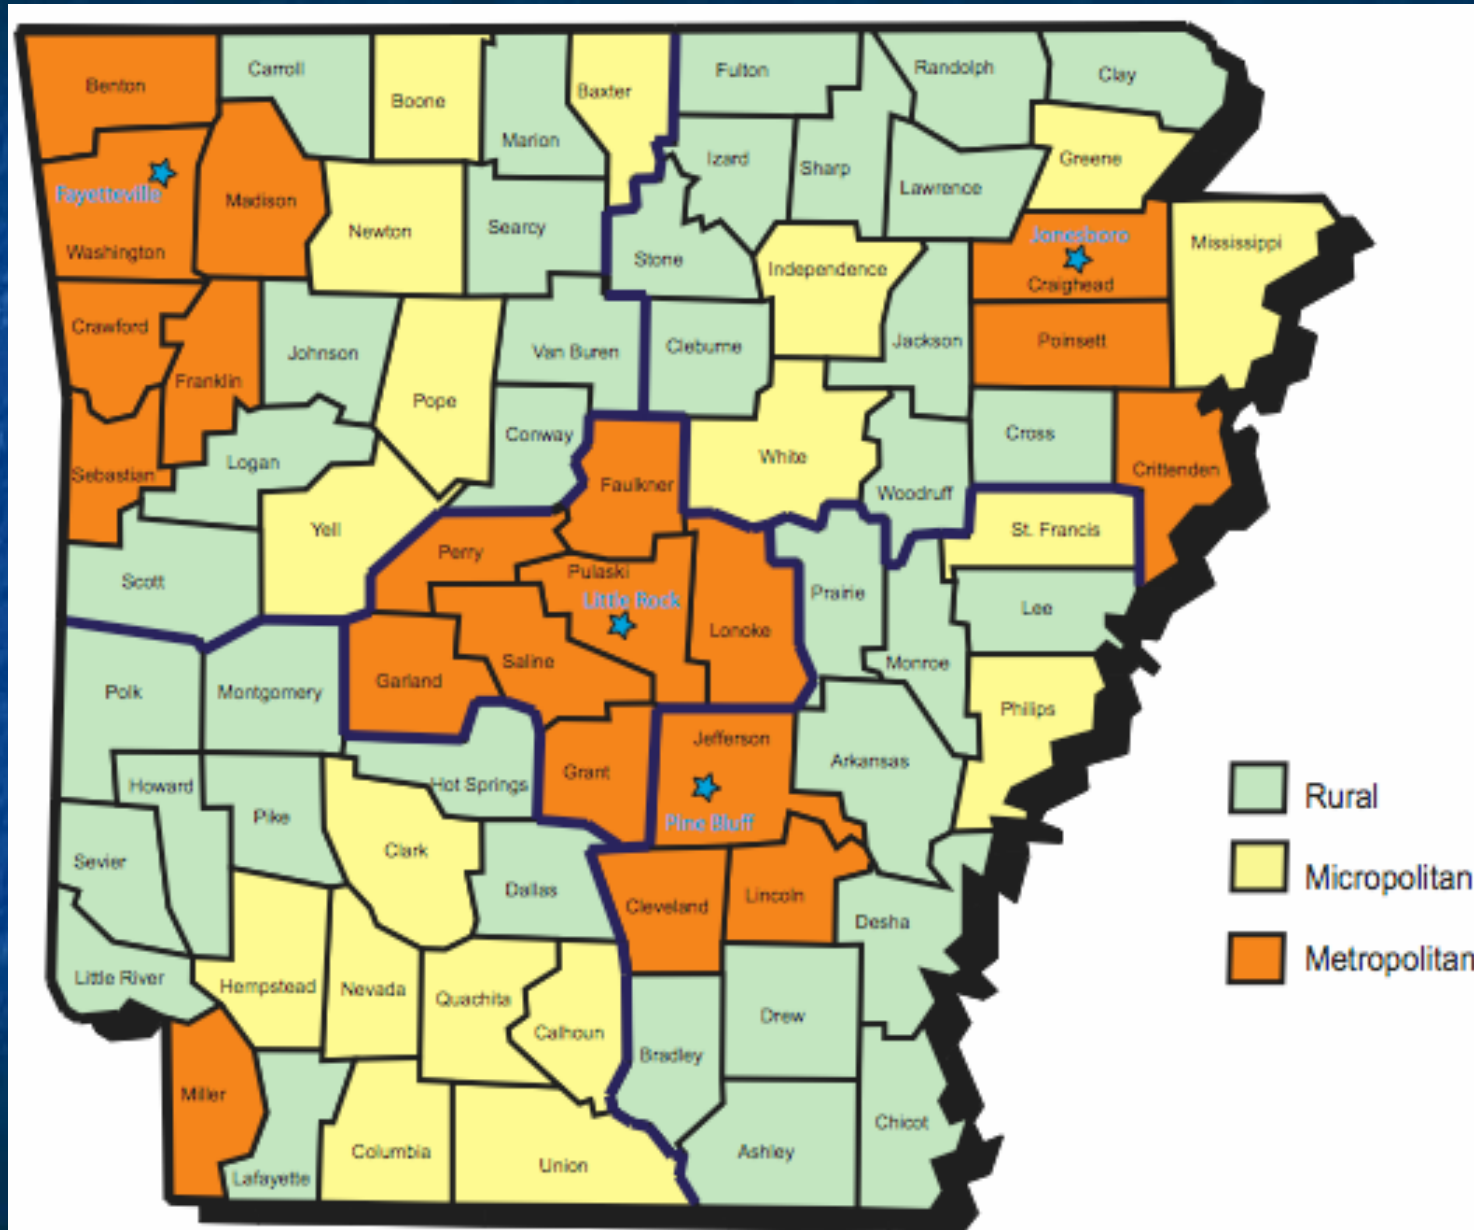 Benton
Carroll
Boone
Marion
Baxter
Fulton
Randolph
Clay
Izard
Sharp
Lawrence
Greene
Fayetteville
Washington
Madison
Newton
Searcy
Stone
Independence
Jonesboro
Craighead
Mississippi
Crawford
Franklin
Johnson
Pope
Van Buren
Cleburne
Jackson
Poinsett
Sebastian
Logan
Conway
Faulkner
White
Woodruff
Cross
Crittenden
Scott
Yell
Perry
Pulaski
Little Rock
Lonoke
Prairie
St. Francis
Lee
Polk
Montgomery
Garland
Saline
Monroe
Philips
Howard
Pike
Hot Springs
Grant
Jefferson
Pine Bluff
Arkansas
Rural
Sevier
Clark
Dallas
Cleveland
Lincoln
Desha
Micropolitan
Little River
Hempstead
Nevada
Quachita
Calhoun
Bradley
Drew
Metropolitan
Miller
Lafayette
Columbia
Union
Ashley
Chicot